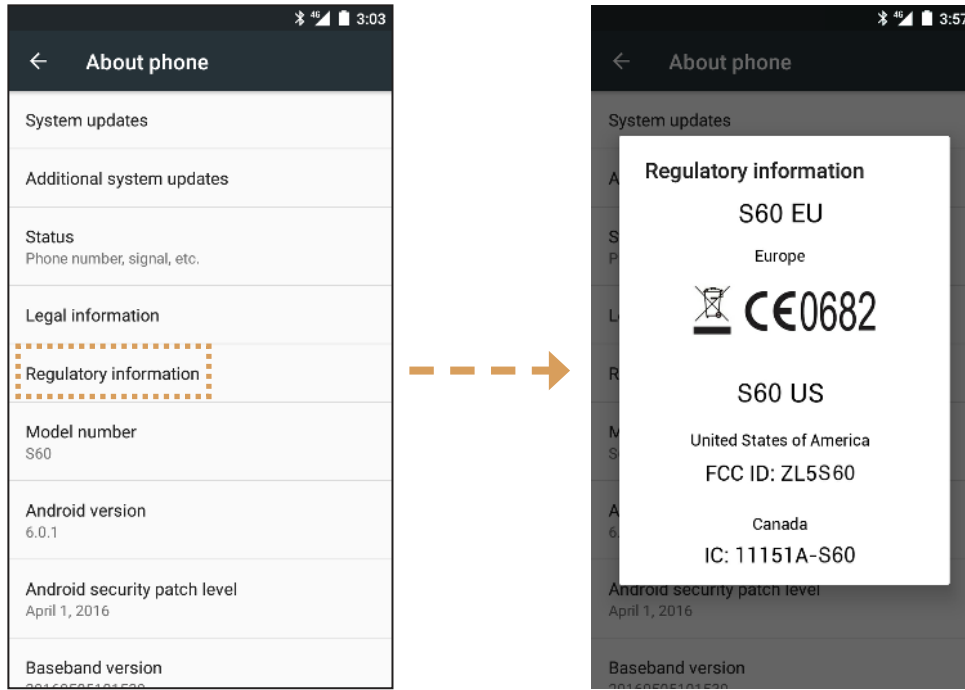 4G 3:03
About phone
System updates
Additional system updates
Status
Phone number, signal, etc.
Legal information
Regulatory information
Model number
S60
Android version
6.0.1
Android security patch level
April 1, 2016
Baseband version
4G 3:57
About phone
System updates
A
Regulatory information
S60 EU
S
P
Europe
L
CE0682
R
S60 US
M
S
United States of America
FCC ID: ZL5S60
A
6.
Canada
IC: 11151A-S60
Android security patch level
April 1, 2016
Baseband version